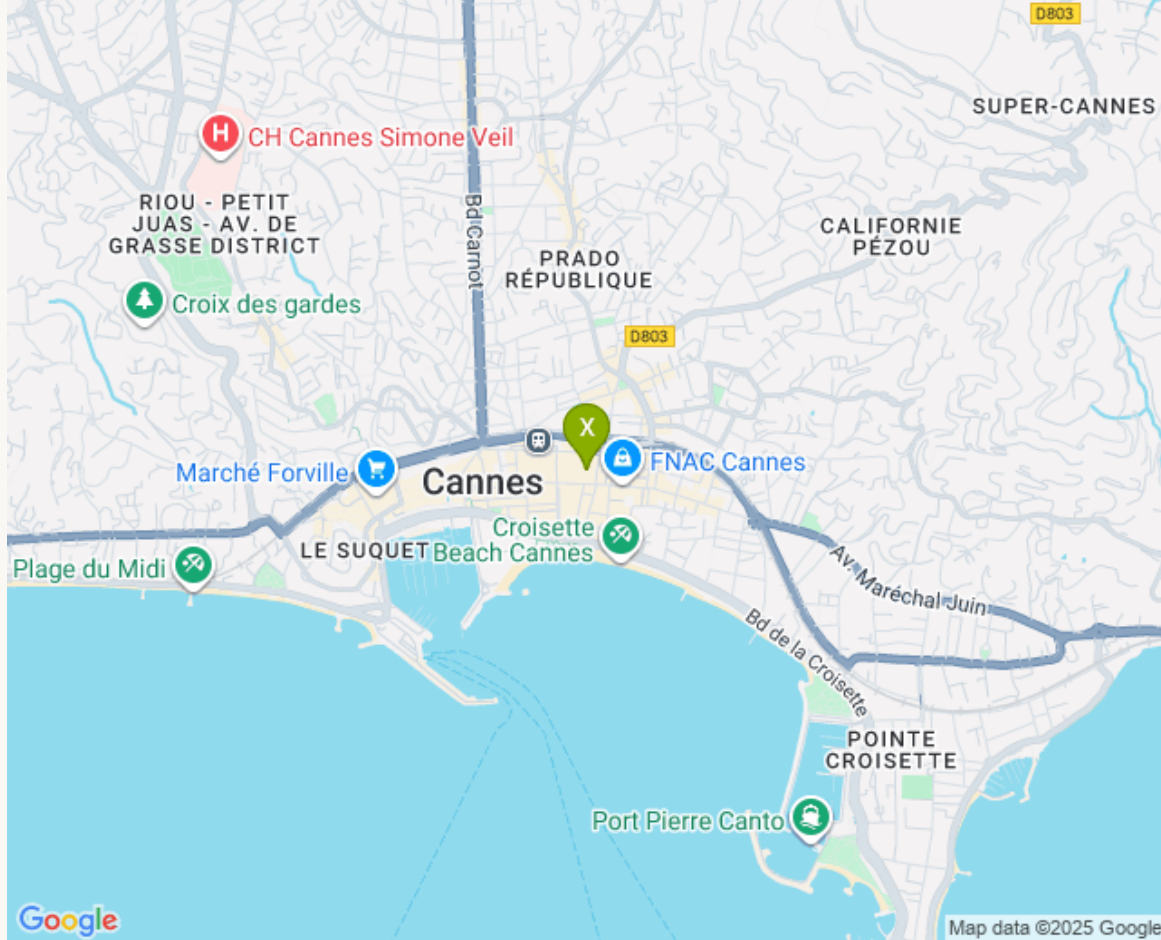 D803
SUPER-CANNES
H
CH Cannes Simone Veil
RIOU - PETIT
JUAS - AV. DE
GRASSE DISTRICT
Bd Carnot
CALIFORNIE
PÉZOU
PRADO
RÉPUBLIQUE
Croix des gardes
D803
X
Marché Forville
Cannes
FNAC Cannes
Croisette
Beach Cannes
LE SUQUET
Plage du Midi
Av. Maréchal Juin
Bd de la Croisette
POINTE
CROISETTE
Port Pierre Canto
Google
Map data ©2025 Google